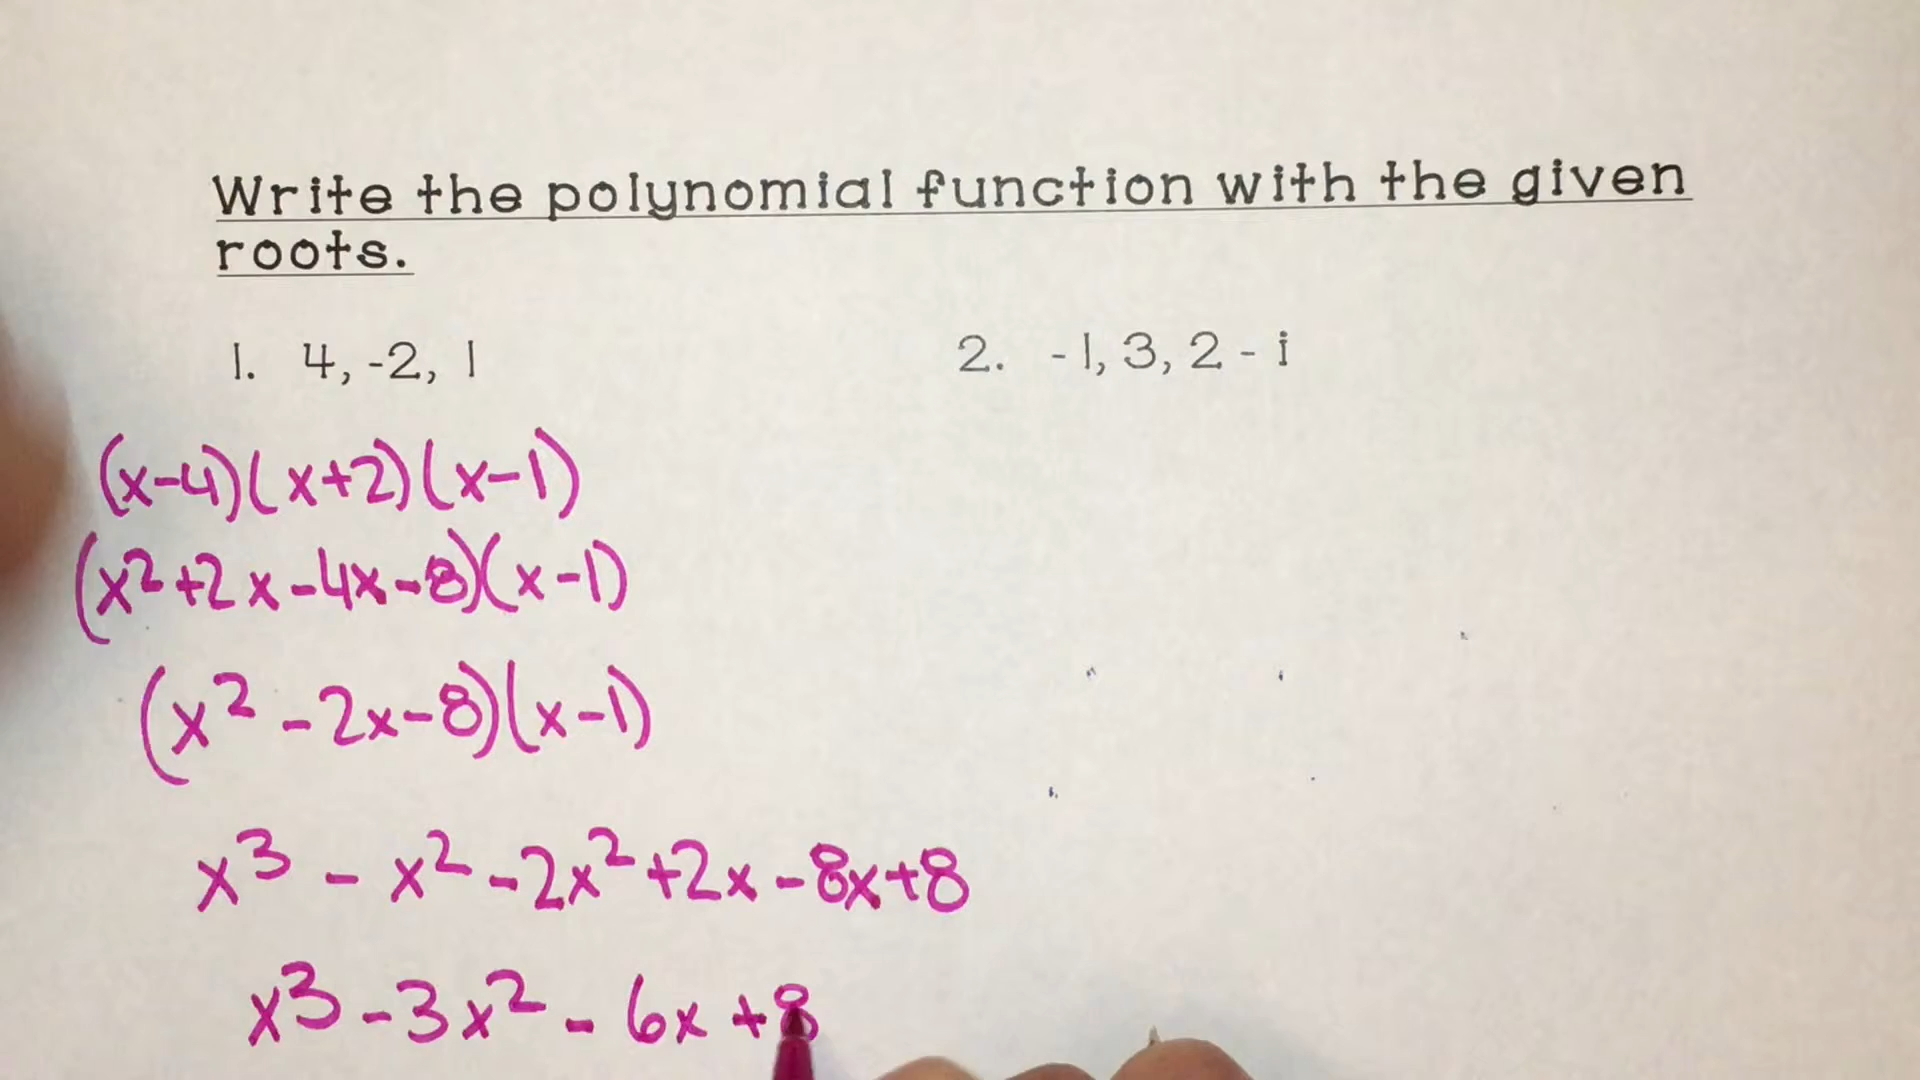 Write the polynomial function with the given
roots.
1. 4, -2, 1
2. -1, 3, 2 - i
(x-4)(x+2)(x-1)
(x²+2x-4x-8)(x-1)
(x²-2x-8)(x-1)
x³ - x² - 2x² + 2x - 8x + 8
x³ - 3x² - 6x + 8